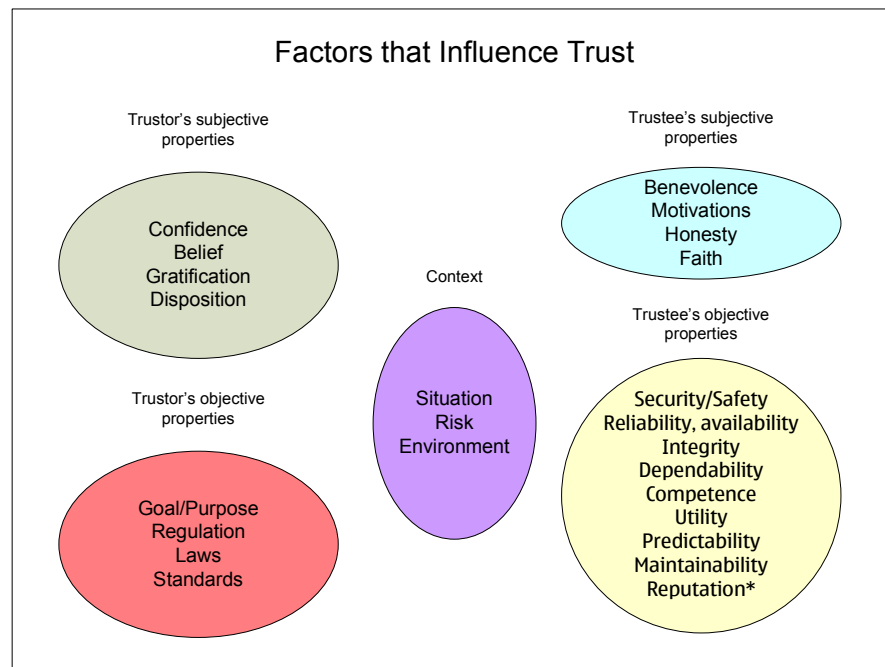 Factors that Influence Trust
Trustor's subjective
properties
Confidence
Belief
Gratification
Disposition
Trustor's objective
properties
Goal/Purpose
Regulation
Laws
Standards
Context
Situation
Risk
Environment
Trustee's subjective
properties
Benevolence
Motivations
Honesty
Faith
Trustee's objective
properties
Security/Safety
Reliability, availability
Integrity
Dependability
Competence
Utility
Predictability
Maintainability
Reputation*